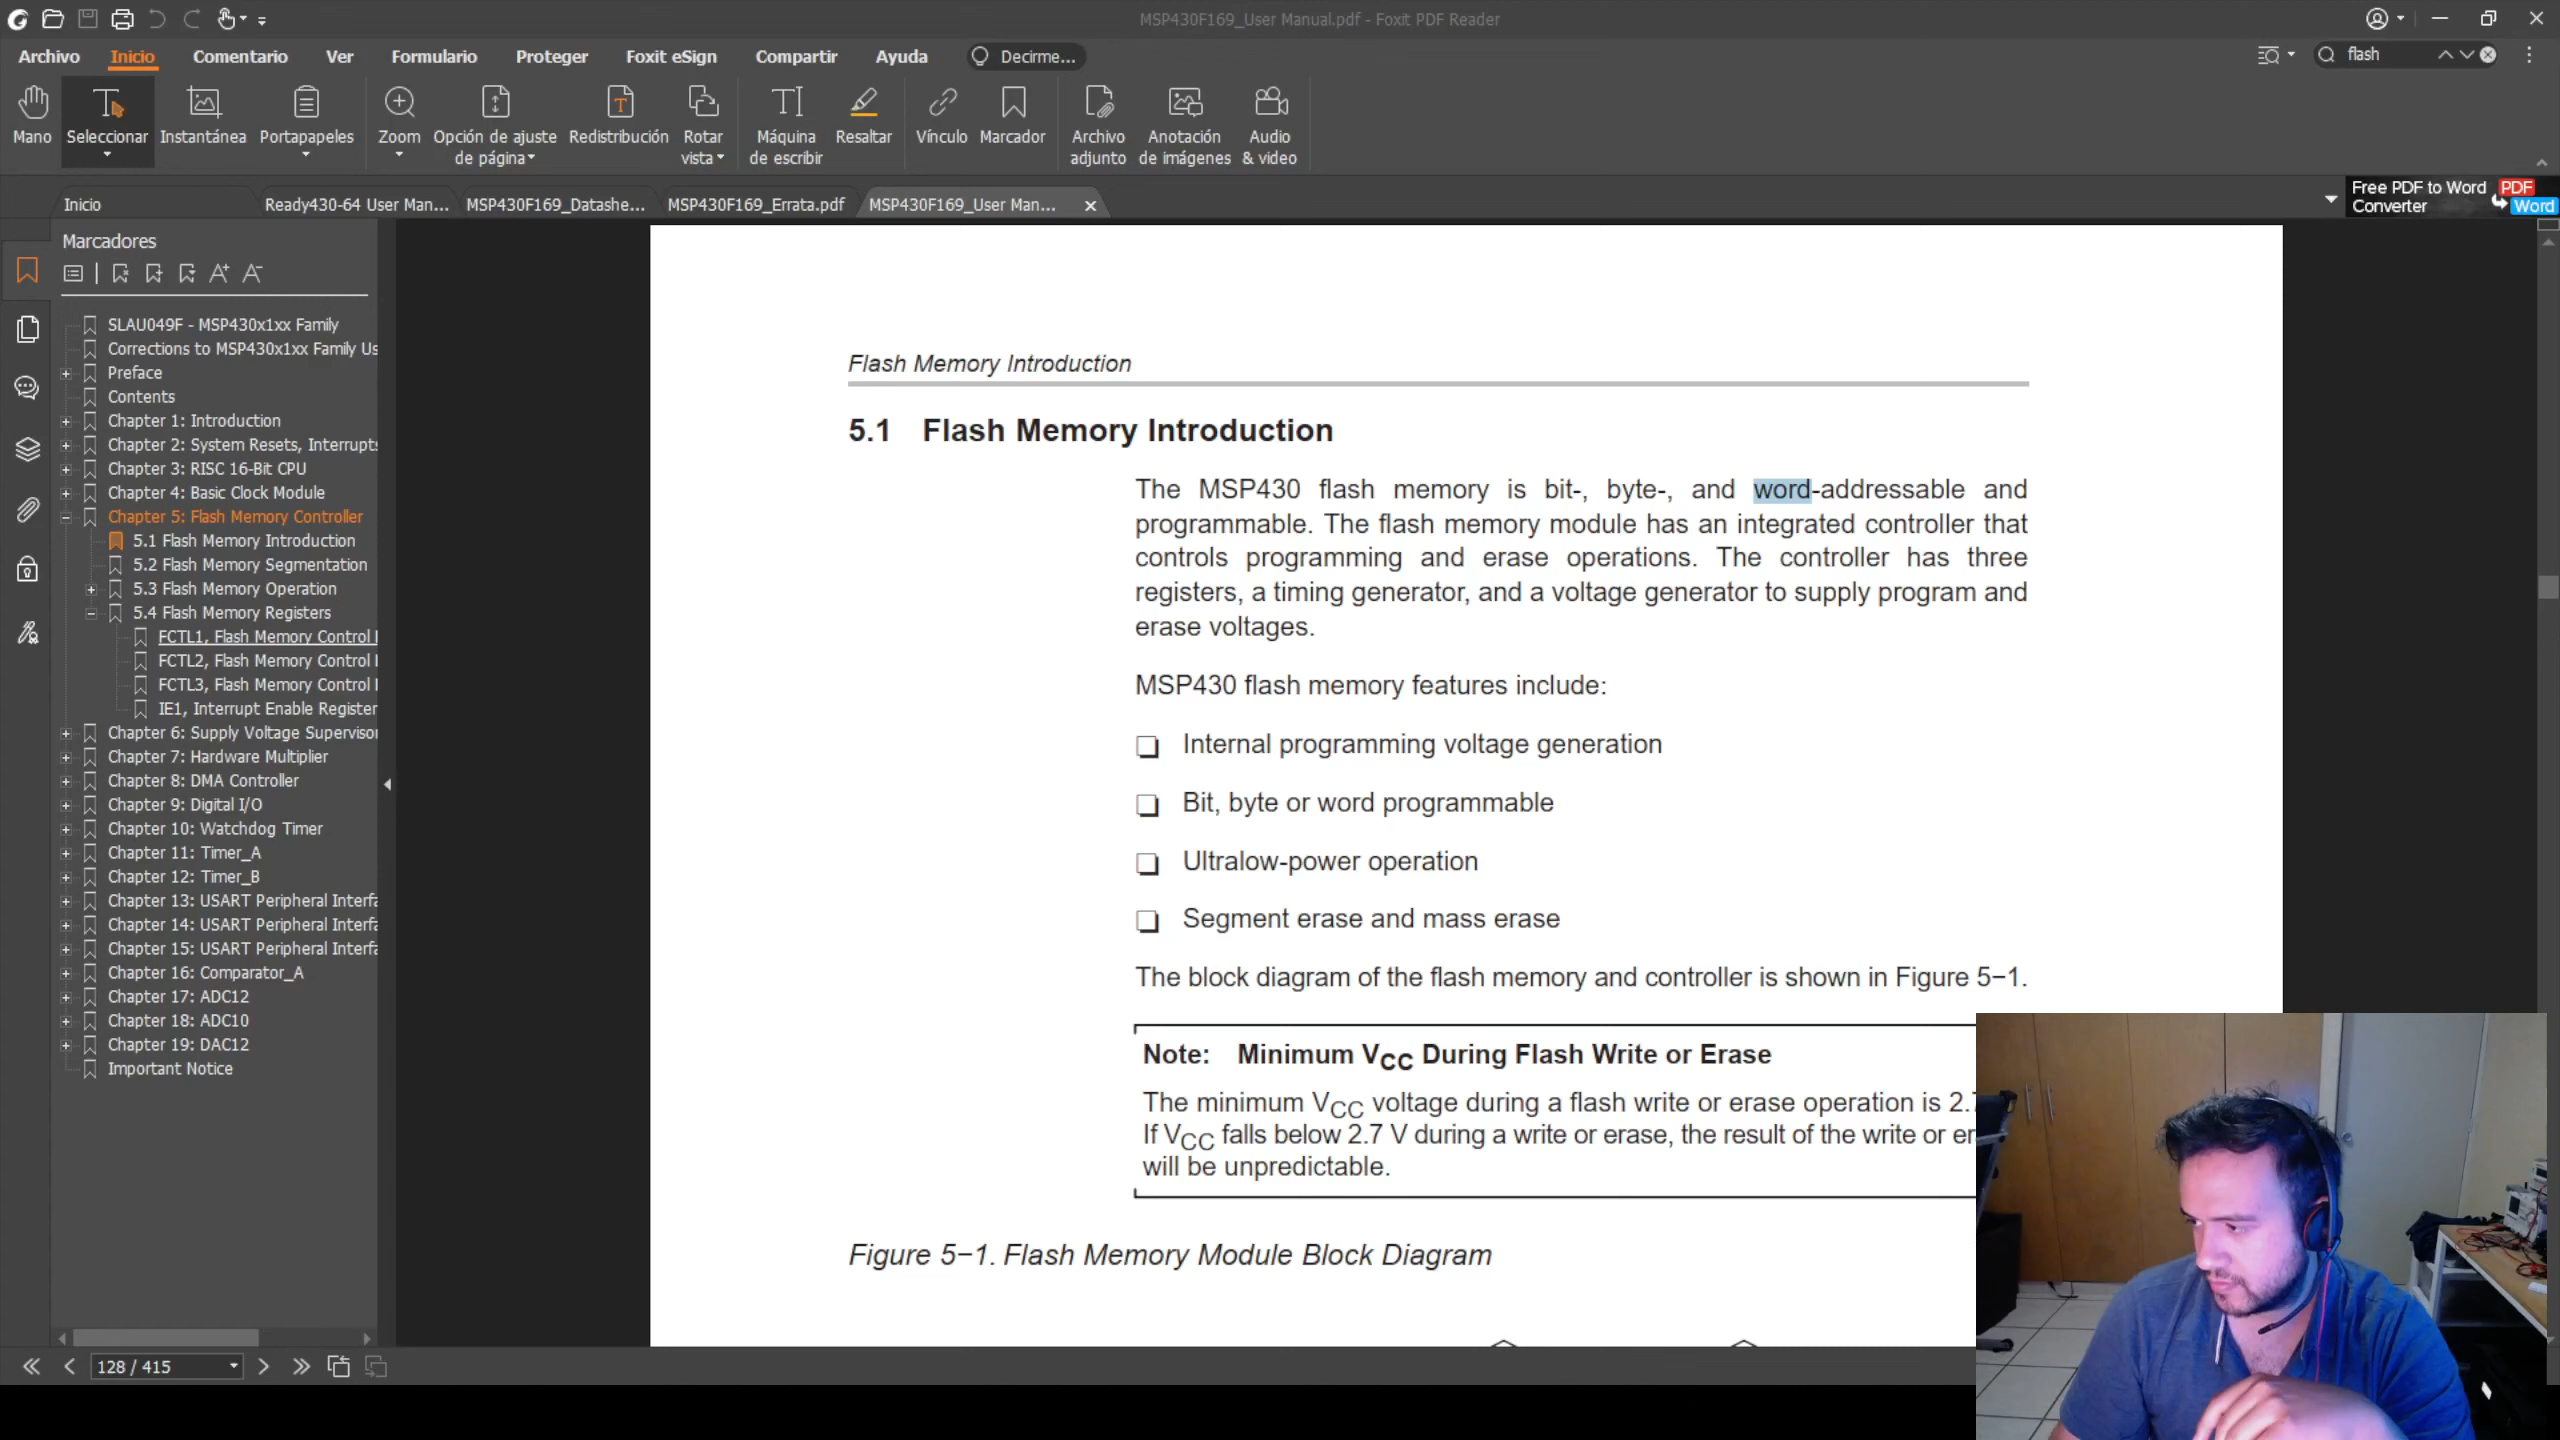 MSP430F169_User Manual.pdf - Foxit PDF Reader
Archivo Inicio Comentario Ver Formulario Proteger Foxit eSign Compartir Ayuda Decirme... flash
Mano Seleccionar Instantánea Portapapeles Zoom Opción de ajuste de página Redistribución Rotar vista Máquina de escribir Resaltar Vínculo Marcador Archivo adjunto Anotación de imágenes Audio & video
Inicio Ready430-64 User Man... MSP430F169_Datashe... MSP430F169_Errata.pdf MSP430F169_User Man...
Free PDF to Word Converter PDF Word
Marcadores
SLAU049F - MSP430x1xx Family
Corrections to MSP430x1xx Family Us
Preface
Contents
Chapter 1: Introduction
Chapter 2: System Resets, Interrupts
Chapter 3: RISC 16-Bit CPU
Chapter 4: Basic Clock Module
Chapter 5: Flash Memory Controller
5.1 Flash Memory Introduction
5.2 Flash Memory Segmentation
5.3 Flash Memory Operation
5.4 Flash Memory Registers
FCTL1, Flash Memory Control
FCTL2, Flash Memory Control
FCTL3, Flash Memory Control
IE1, Interrupt Enable Register
Chapter 6: Supply Voltage Supervisor
Chapter 7: Hardware Multiplier
Chapter 8: DMA Controller
Chapter 9: Digital I/O
Chapter 10: Watchdog Timer
Chapter 11: Timer_A
Chapter 12: Timer_B
Chapter 13: USART Peripheral Interfa
Chapter 14: USART Peripheral Interfa
Chapter 15: USART Peripheral Interfa
Chapter 16: Comparator_A
Chapter 17: ADC12
Chapter 18: ADC10
Chapter 19: DAC12
Important Notice
128 / 415
Flash Memory Introduction
5.1 Flash Memory Introduction
The MSP430 flash memory is bit-, byte-, and word-addressable and
programmable. The flash memory module has an integrated controller that
controls programming and erase operations. The controller has three
registers, a timing generator, and a voltage generator to supply program and
erase voltages.
MSP430 flash memory features include:
❏ Internal programming voltage generation
❏ Bit, byte or word programmable
❏ Ultralow-power operation
❏ Segment erase and mass erase
The block diagram of the flash memory and controller is shown in Figure 5−1.
Note: Minimum VCC During Flash Write or Erase
The minimum VCC voltage during a flash write or erase operation is 2.7
If VCC falls below 2.7 V during a write or erase, the result of the write or er
will be unpredictable.
Figure 5−1. Flash Memory Module Block Diagram